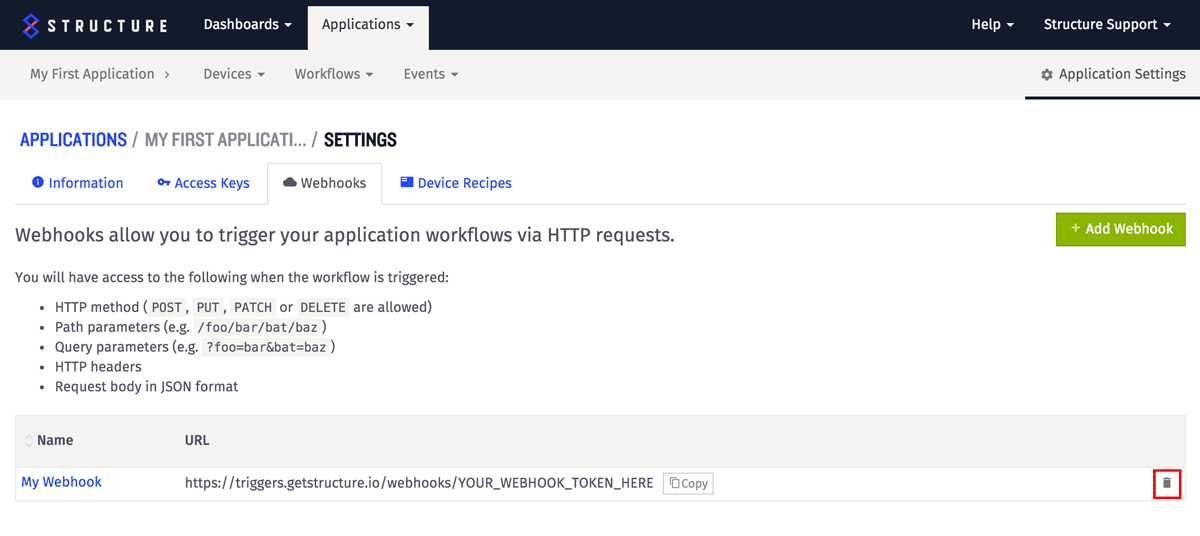 STRUCTURE Dashboards Applications Help Structure Support
My First Application Devices Workflows Events Application Settings
APPLICATIONS / MY FIRST APPLICATI... / SETTINGS
Information Access Keys Webhooks Device Recipes
Webhooks allow you to trigger your application workflows via HTTP requests.
+ Add Webhook
You will have access to the following when the workflow is triggered:
• HTTP method ( POST , PUT , PATCH or DELETE are allowed)
• Path parameters (e.g. /foo/bar/bat/baz )
• Query parameters (e.g. ?foo=bar&bat=baz )
• HTTP headers
• Request body in JSON format
Name URL
My Webhook https://triggers.getstructure.io/webhooks/YOUR_WEBHOOK_TOKEN_HERE Copy